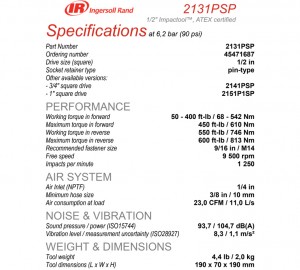 IR Ingersoll Rand 2131PSP
1/2" Impactool™, ATEX certified
Specifications at 6,2 bar (90 psi)
Part Number 2131PSP
Ordering number 45471687
Drive size (square) 1/2 in
Socket retainer type pin-type
Other available versions:
- 3/4" square drive 2141PSP
- 1" square drive 2151P1SP
PERFORMANCE
Working torque in forward 50 - 400 ft-lb / 68 - 542 Nm
Maximum torque in forward 450 ft-lb / 610 Nm
Working torque in reverse 550 ft-lb / 746 Nm
Maximum torque in reverse 600 ft-lb / 813 Nm
Recommended fastener size 9/16 in / M14
Free speed 9 500 rpm
Impacts per minute 1 250
AIR SYSTEM
Air Inlet (NPTF) 1/4 in
Minimum hose size 3/8 in / 10 mm
Air consumption at load 23,0 CFM / 11,0 L/s
NOISE & VIBRATION
Sound pressure / power (ISO15744) 93,7 / 104,7 dB(A)
Vibration level / measurement uncertainty (ISO28927) 8,3 / 1,1 m/s²
WEIGHT & DIMENSIONS
Tool weight 4,4 lb / 2,0 kg
Tool dimensions (L x W x H) 190 x 70 x 190 mm